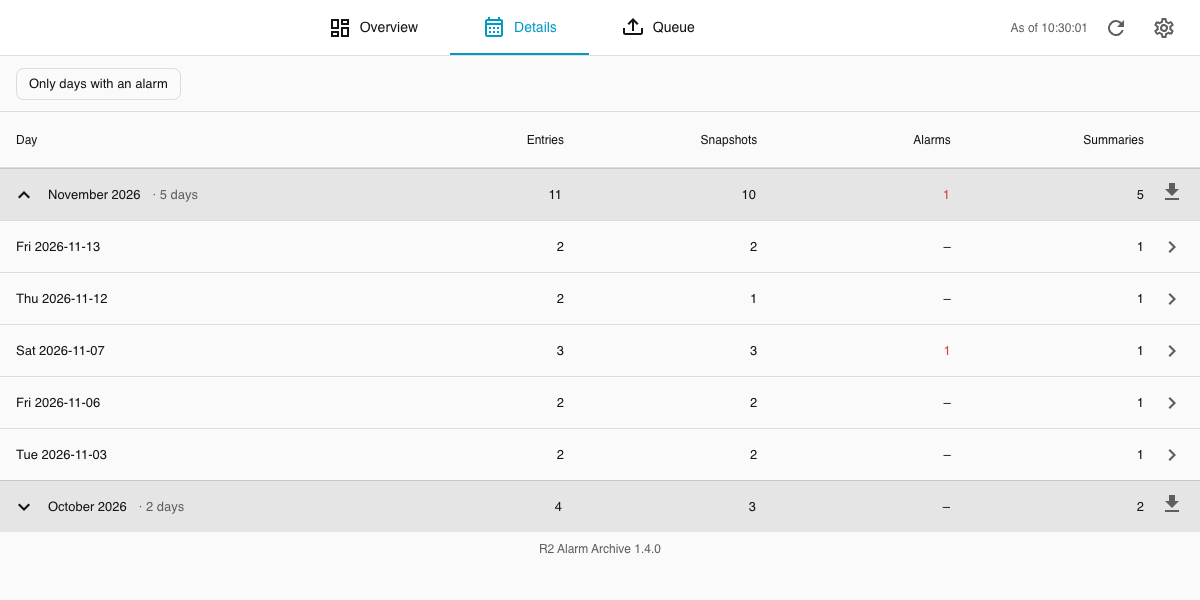 Overview Details Queue As of 10:30:01
Only days with an alarm
Day Entries Snapshots Alarms Summaries
November 2026 · 5 days 11 10 1 5
Fri 2026-11-13 2 2 – 1
Thu 2026-11-12 2 1 – 1
Sat 2026-11-07 3 3 1 1
Fri 2026-11-06 2 2 – 1
Tue 2026-11-03 2 2 – 1
October 2026 · 2 days 4 3 – 2
R2 Alarm Archive 1.4.0